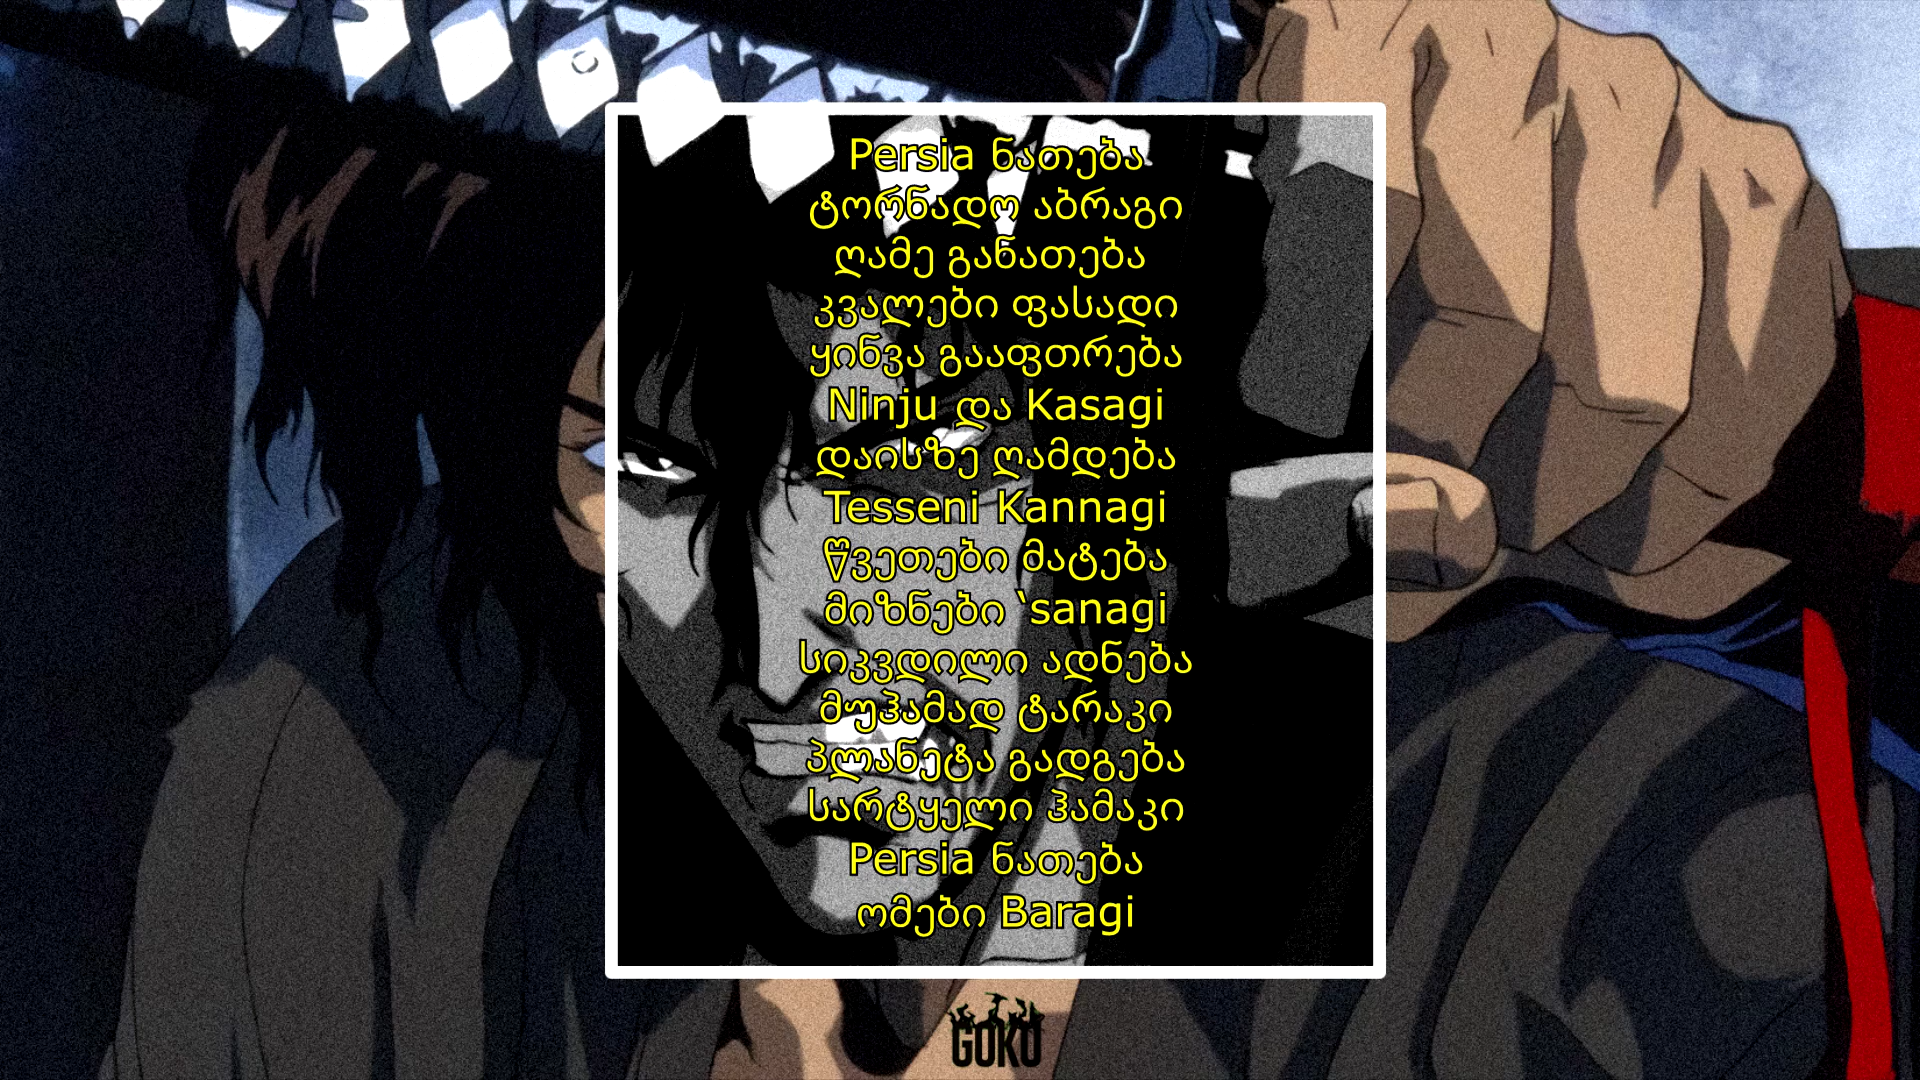 Persia ნათება
ტორნადო აბრაგი
ღამე განათება
კვალები ფასადი
ყინვა გააფთრება
Ninju და Kasagi
დაისზე ღამდება
Tesseni Kannagi
წვეთები მატება
მიზნები ‘sanagi
სიკვდილი ადნება
მუჰამად ტარაკი
პლანეტა გადგება
სარტყელი ჰამაკი
Persia ნათება
ომები Baragi
GOKU